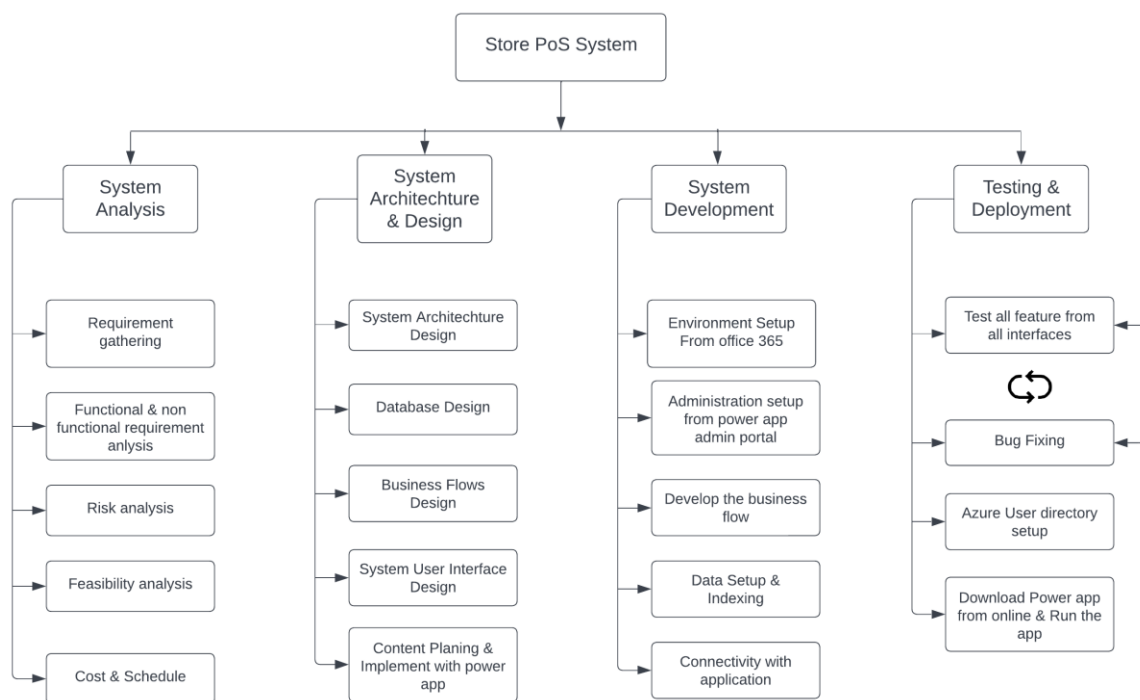 Store PoS System
System
Analysis
Requirement
gathering
Functional & non
functional requirement
anlysis
Risk analysis
Feasibility analysis
Cost & Schedule
System
Architechture
& Design
System Architechture
Design
Database Design
Business Flows
Design
System User Interface
Design
Content Planing &
Implement with power
app
System
Development
Environment Setup
From office 365
Administration setup
from power app
admin portal
Develop the business
flow
Data Setup &
Indexing
Connectivity with
application
Testing &
Deployment
Test all feature from
all interfaces
Bug Fixing
Azure User directory
setup
Download Power app
from online & Run the
app